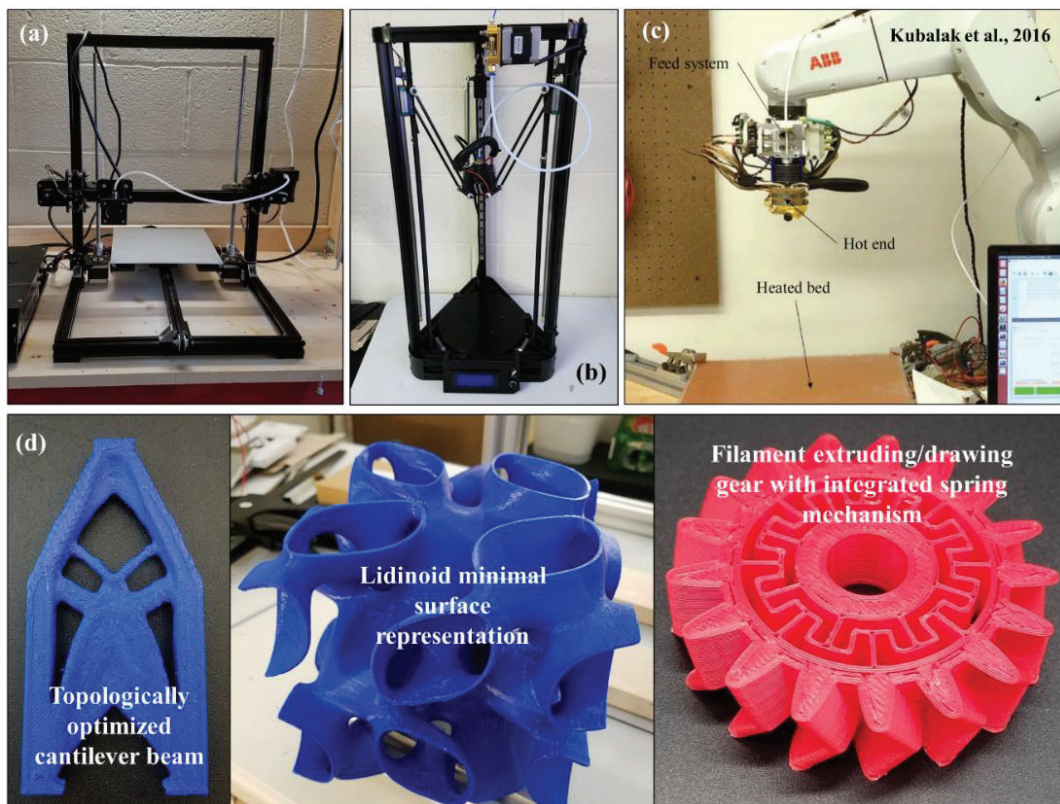 (a)
(b)
(c)
Kubalak et al., 2016
Feed system
ABB
Hot end
Heated bed
(d)
Topologically
optimized
cantilever beam
Lidinoid minimal
surface
representation
Filament extruding/drawing
gear with integrated spring
mechanism